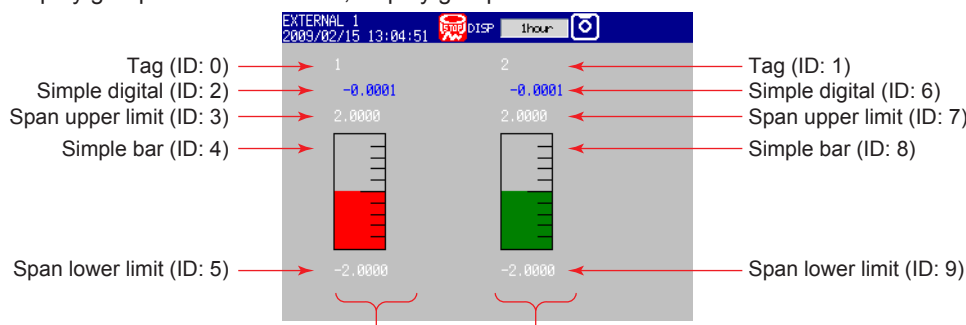 EXTERNAL 1
2009/02/15 13:04:51 STOP DISP 1hour
Tag (ID: 0) 1 2 Tag (ID: 1)
Simple digital (ID: 2) -0.0001 -0.0001 Simple digital (ID: 6)
Span upper limit (ID: 3) 2.0000 2.0000 Span upper limit (ID: 7)
Simple bar (ID: 4) Simple bar (ID: 8)
Span lower limit (ID: 5) -2.0000 -2.0000 Span lower limit (ID: 9)